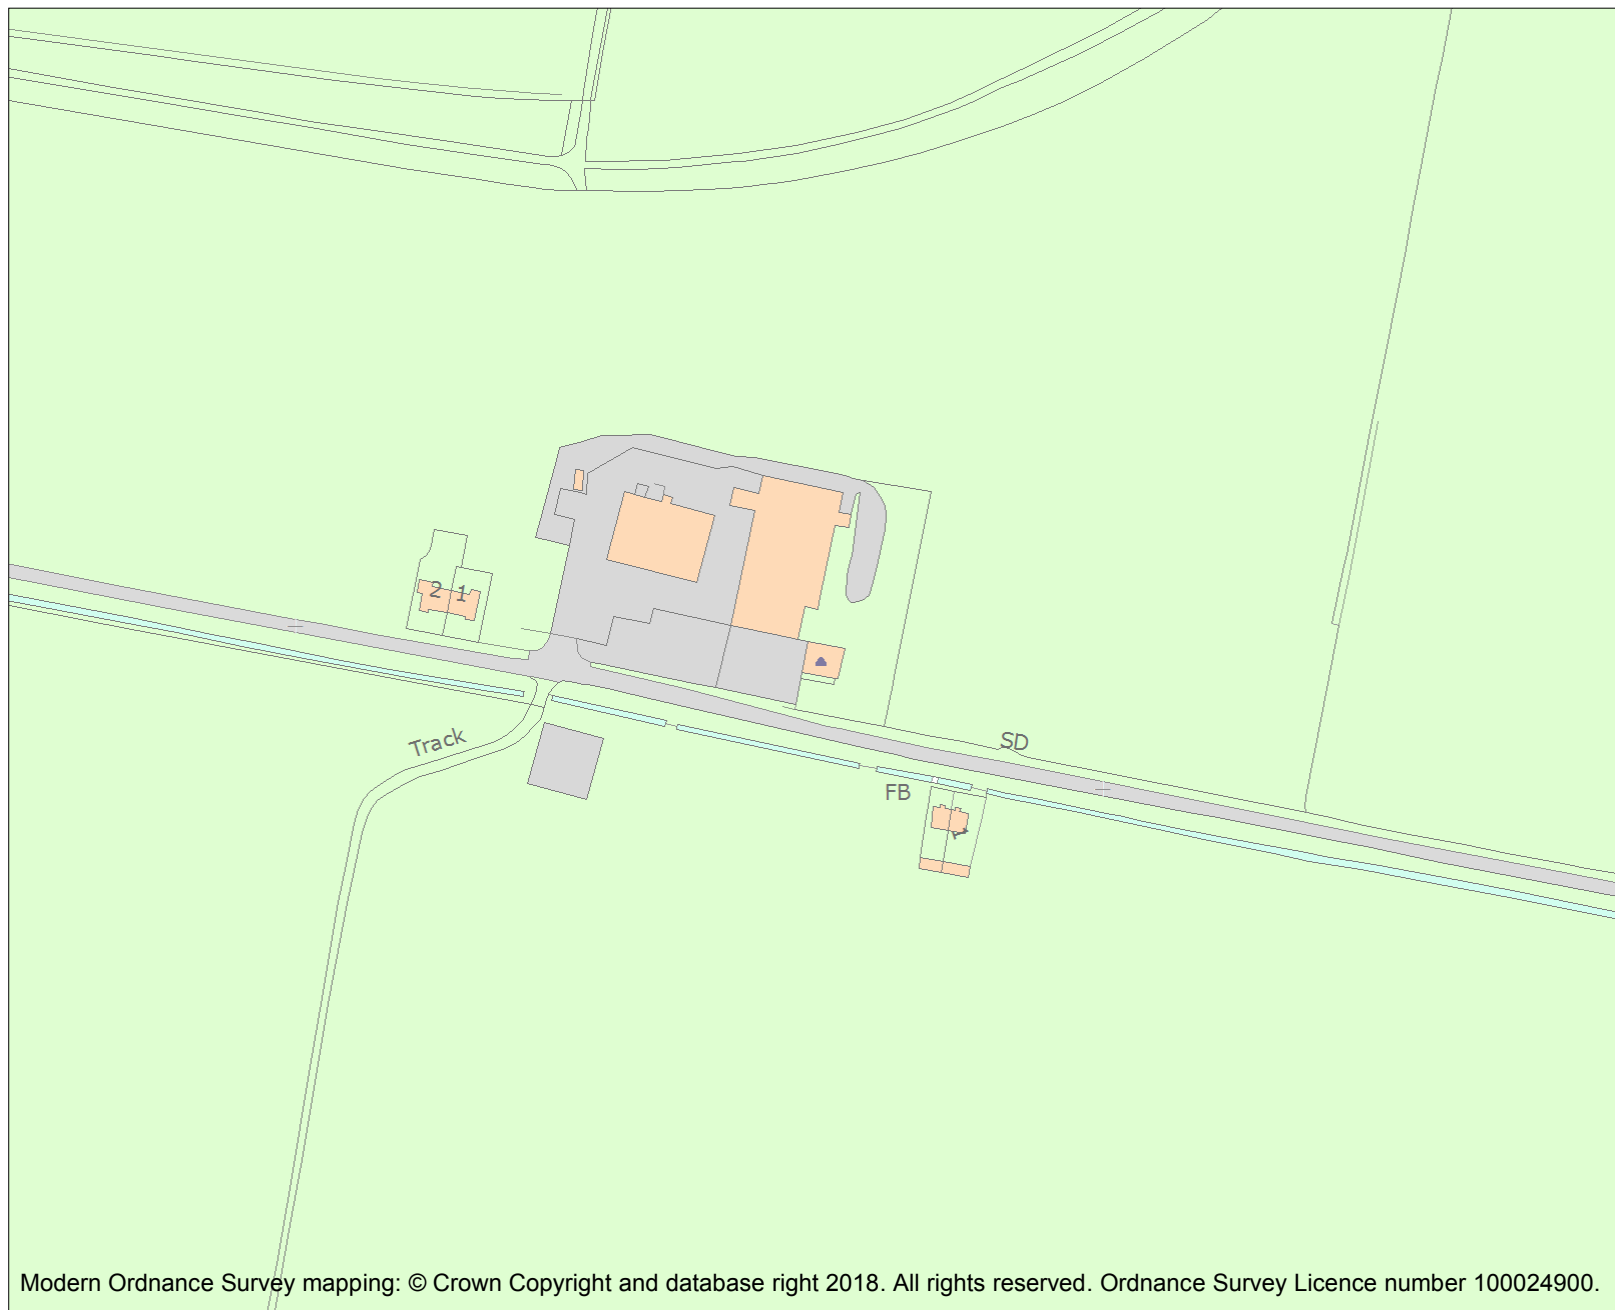 2 1
Track
SD
FB
1
Modern Ordnance Survey mapping: © Crown Copyright and database right 2018. All rights reserved. Ordnance Survey Licence number 100024900.